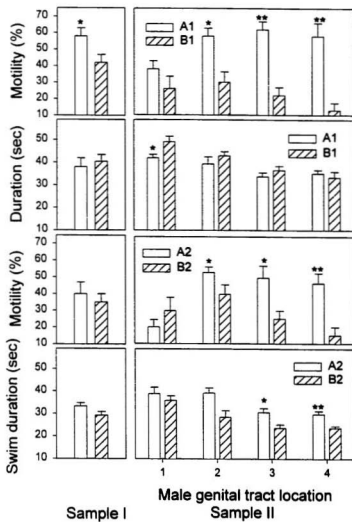 Motility (%)
70
60
50
40
30
20
10
*
* ** **
A1
B1
Duration (sec)
50
40
30
20
10
*
A1
B1
Motility (%)
60
50
40
30
20
10
* * **
A2
B2
Swim duration (sec)
50
40
30
20
10
* **
A2
B2
1 2 3 4
Male genital tract location
Sample I Sample II